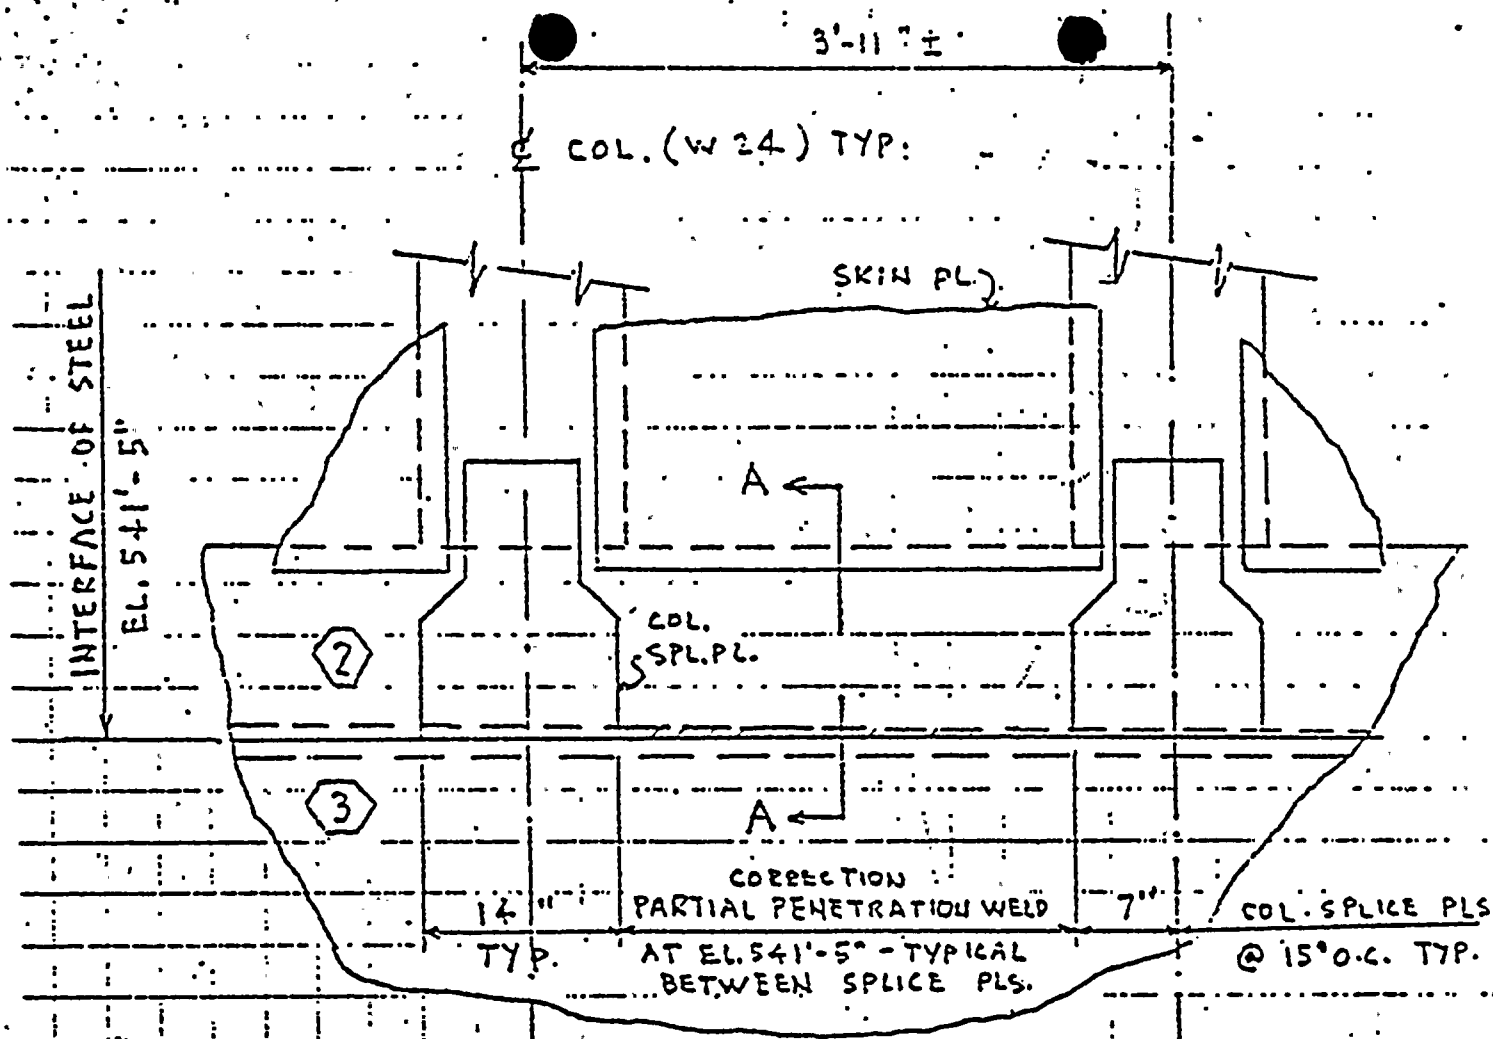 3'-11" ±
℄ COL. (W 24) TYP.
SKIN PL.
INTERFACE OF STEEL
EL. 541'-5"
A
COL.
SPL. PL.
2
3
A
CORRECTION
14" PARTIAL PENETRATION WELD 7" COL. SPLICE PLS
TYP. AT EL. 541'-5" - TYPICAL @ 15° O.C. TYP.
BETWEEN SPLICE PLS.